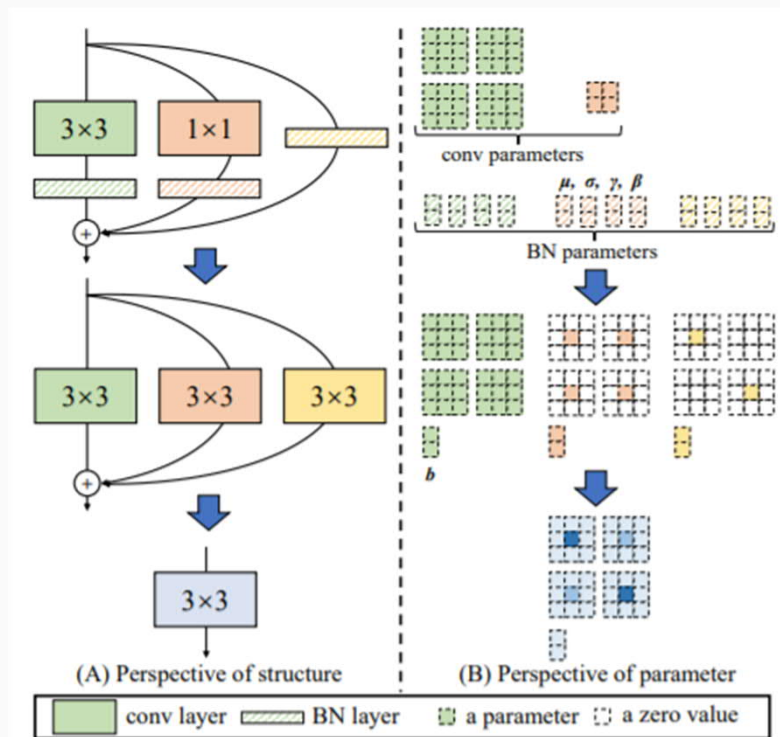 3×3
1×1
+
3×3
3×3
3×3
+
3×3
(A) Perspective of structure
conv parameters
μ, σ, γ, β
BN parameters
b
(B) Perspective of parameter
conv layer
BN layer
a parameter
a zero value